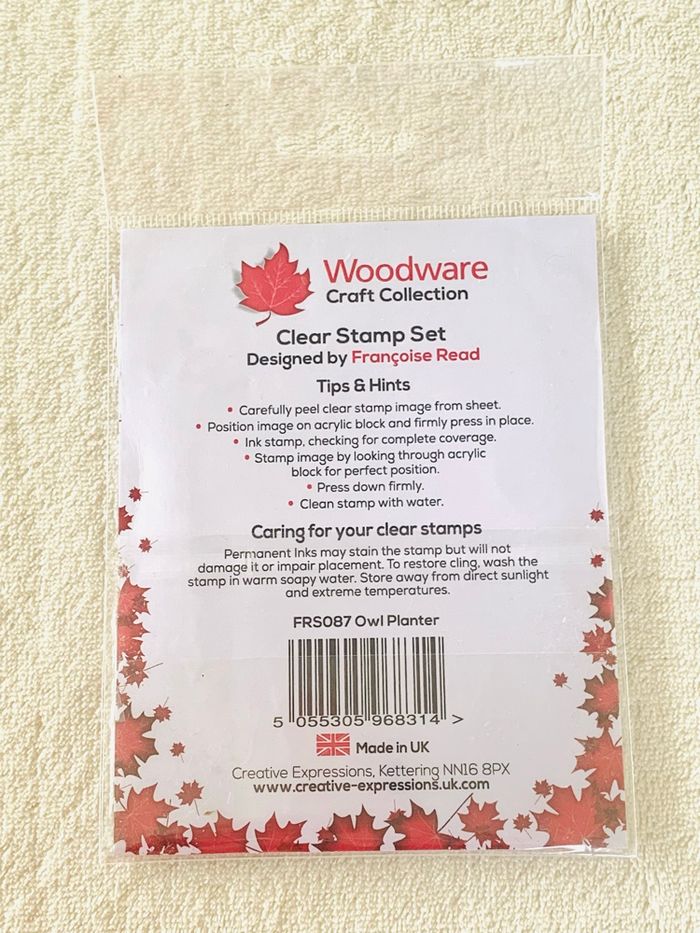 Woodware
Craft Collection
Clear Stamp Set
Designed by Françoise Read
Tips & Hints
• Carefully peel clear stamp image from sheet.
• Position image on acrylic block and firmly press in place.
• Ink stamp, checking for complete coverage.
• Stamp image by looking through acrylic
block for perfect position.
• Press down firmly.
• Clean stamp with water.
Caring for your clear stamps
Permanent Inks may stain the stamp but will not
damage it or impair placement. To restore cling, wash the
stamp in warm soapy water. Store away from direct sunlight
and extreme temperatures.
FRS087 Owl Planter
5 055305 968314 >
Made in UK
Creative Expressions, Kettering NN16 8PX
www.creative-expressions.uk.com